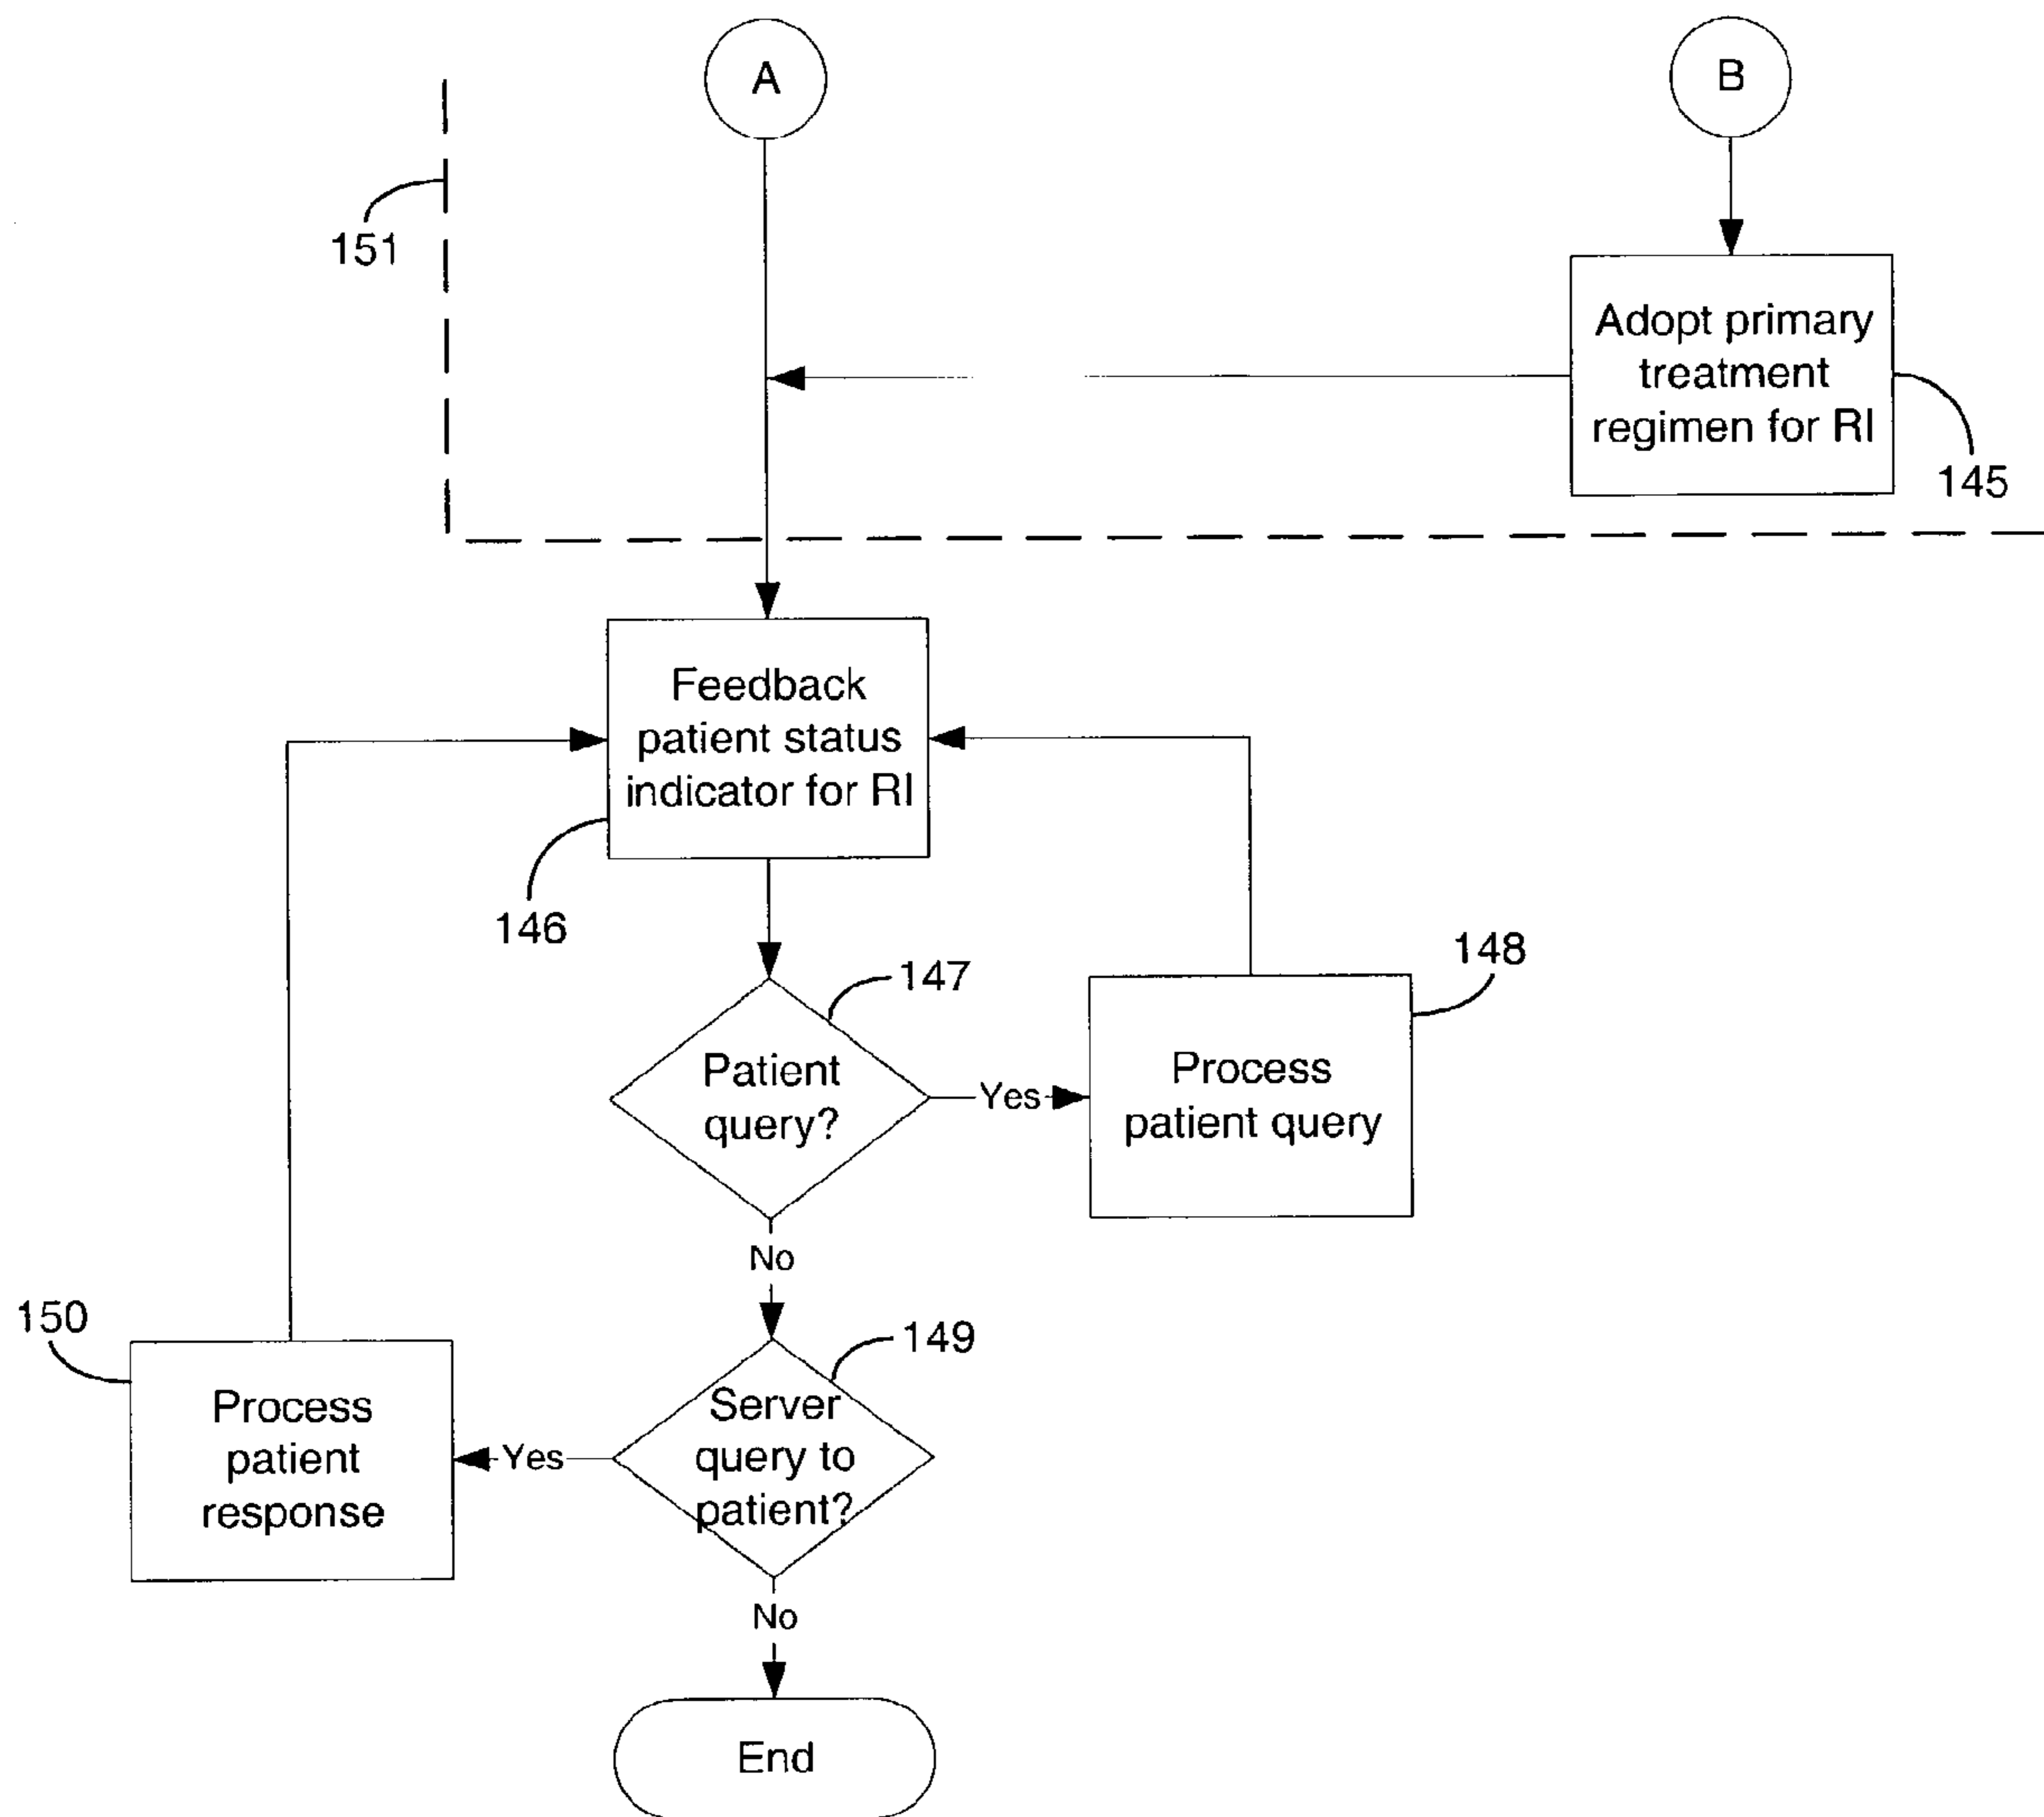 A
B
151
Adopt primary
treatment
regimen for RI
145
Feedback
patient status
indicator for RI
146
147
148
Patient
query?
Yes
Process
patient query
No
150
149
Process
patient
response
Yes
Server
query to
patient?
No
End